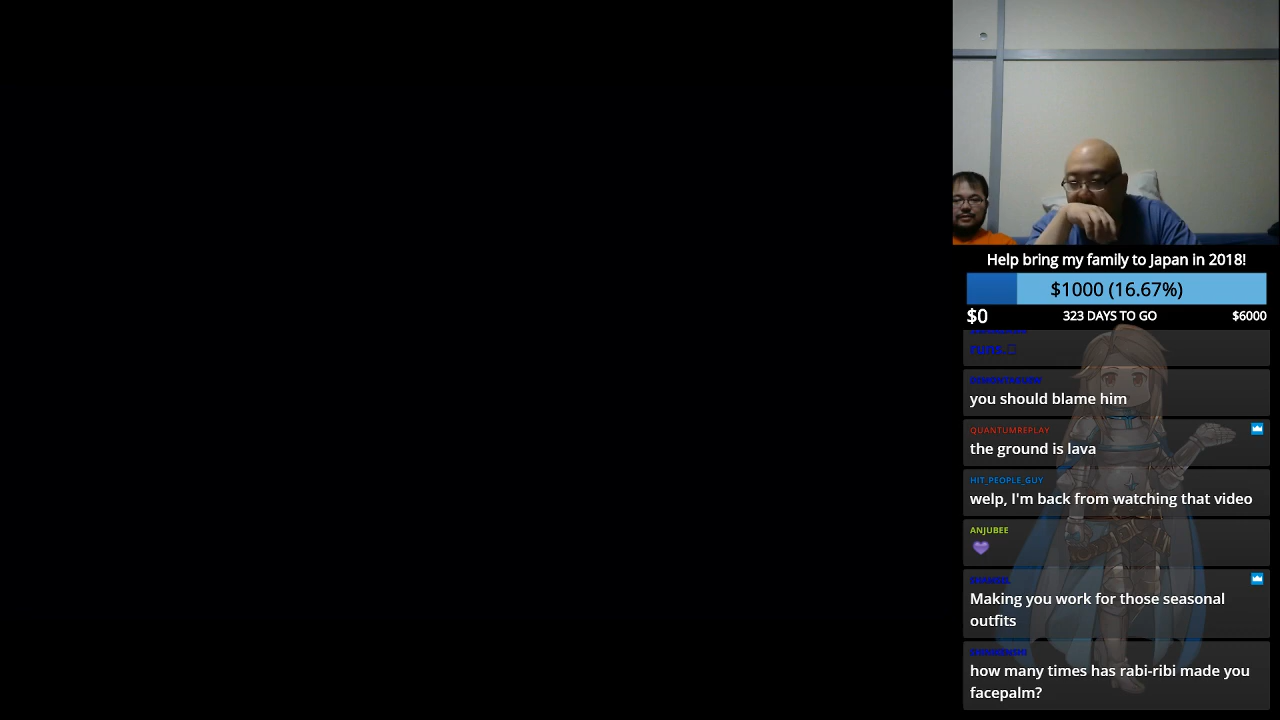 Help bring my family to Japan in 2018!
$1000 (16.67%)
$0 323 DAYS TO GO $6000
runs.
you should blame him
QUANTUMREPLAY
the ground is lava
HIT_PEOPLE_GUY
welp, I'm back from watching that video
ANJUBEE
Making you work for those seasonal
outfits
how many times has rabi-ribi made you
facepalm?